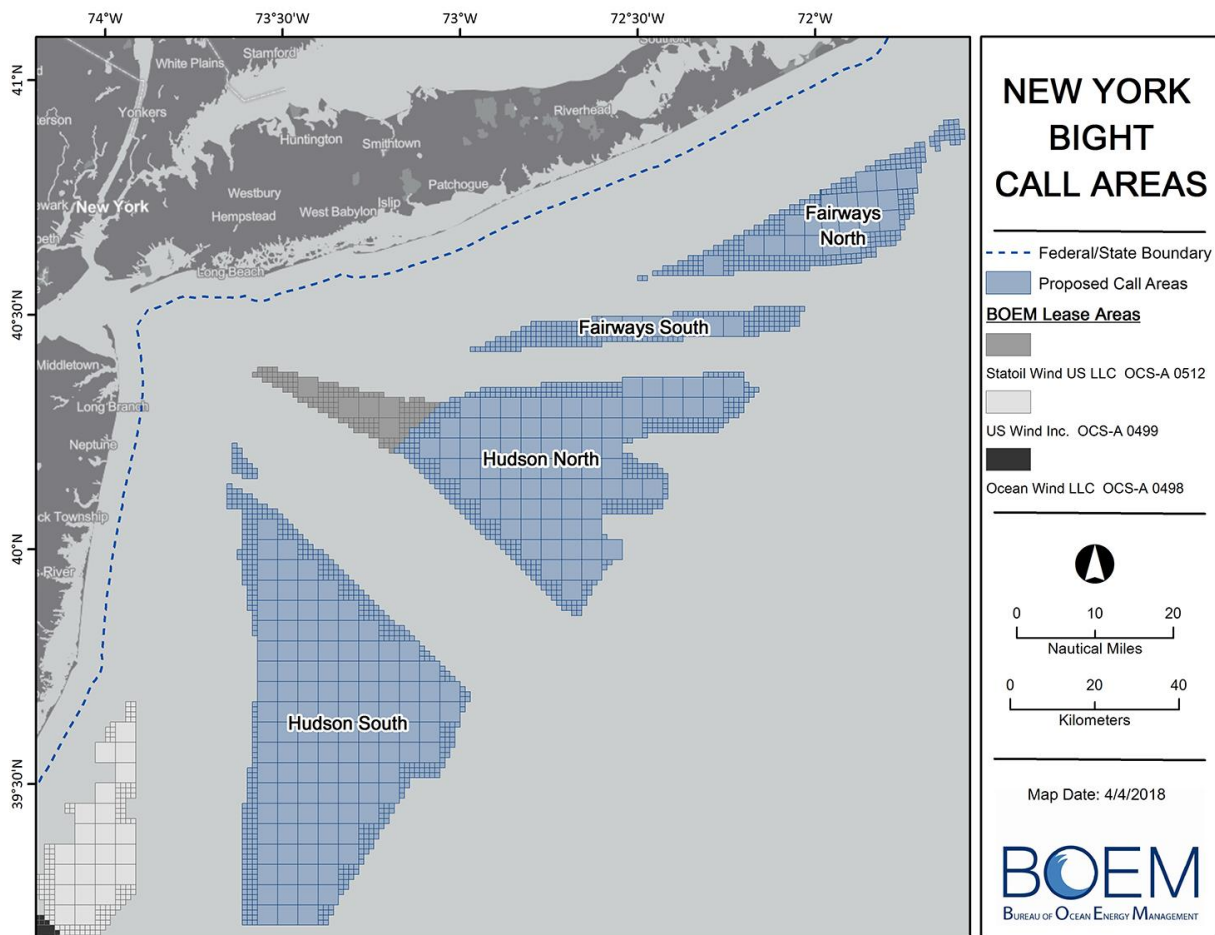 74°W 73°30'W 73°W 72°30'W 72°W
41°N
40°30'N
40°N
39°30'N
Stamford
White Plains
Yonkers
Huntington
Smithtown
Riverhead
Westbury
Patchogue
Hempstead
West Babylon
Islip
New York
Long Beach
Middletown
Long Branch
Neptune
ck Township
s River
Fairways
North
Fairways South
Hudson North
Hudson South
NEW YORK
BIGHT
CALL AREAS
Federal/State Boundary
Proposed Call Areas
BOEM Lease Areas
Statoil Wind US LLC OCS-A 0512
US Wind Inc. OCS-A 0499
Ocean Wind LLC OCS-A 0498
0 10 20
Nautical Miles
0 20 40
Kilometers
Map Date: 4/4/2018
BOEM
BUREAU OF OCEAN ENERGY MANAGEMENT